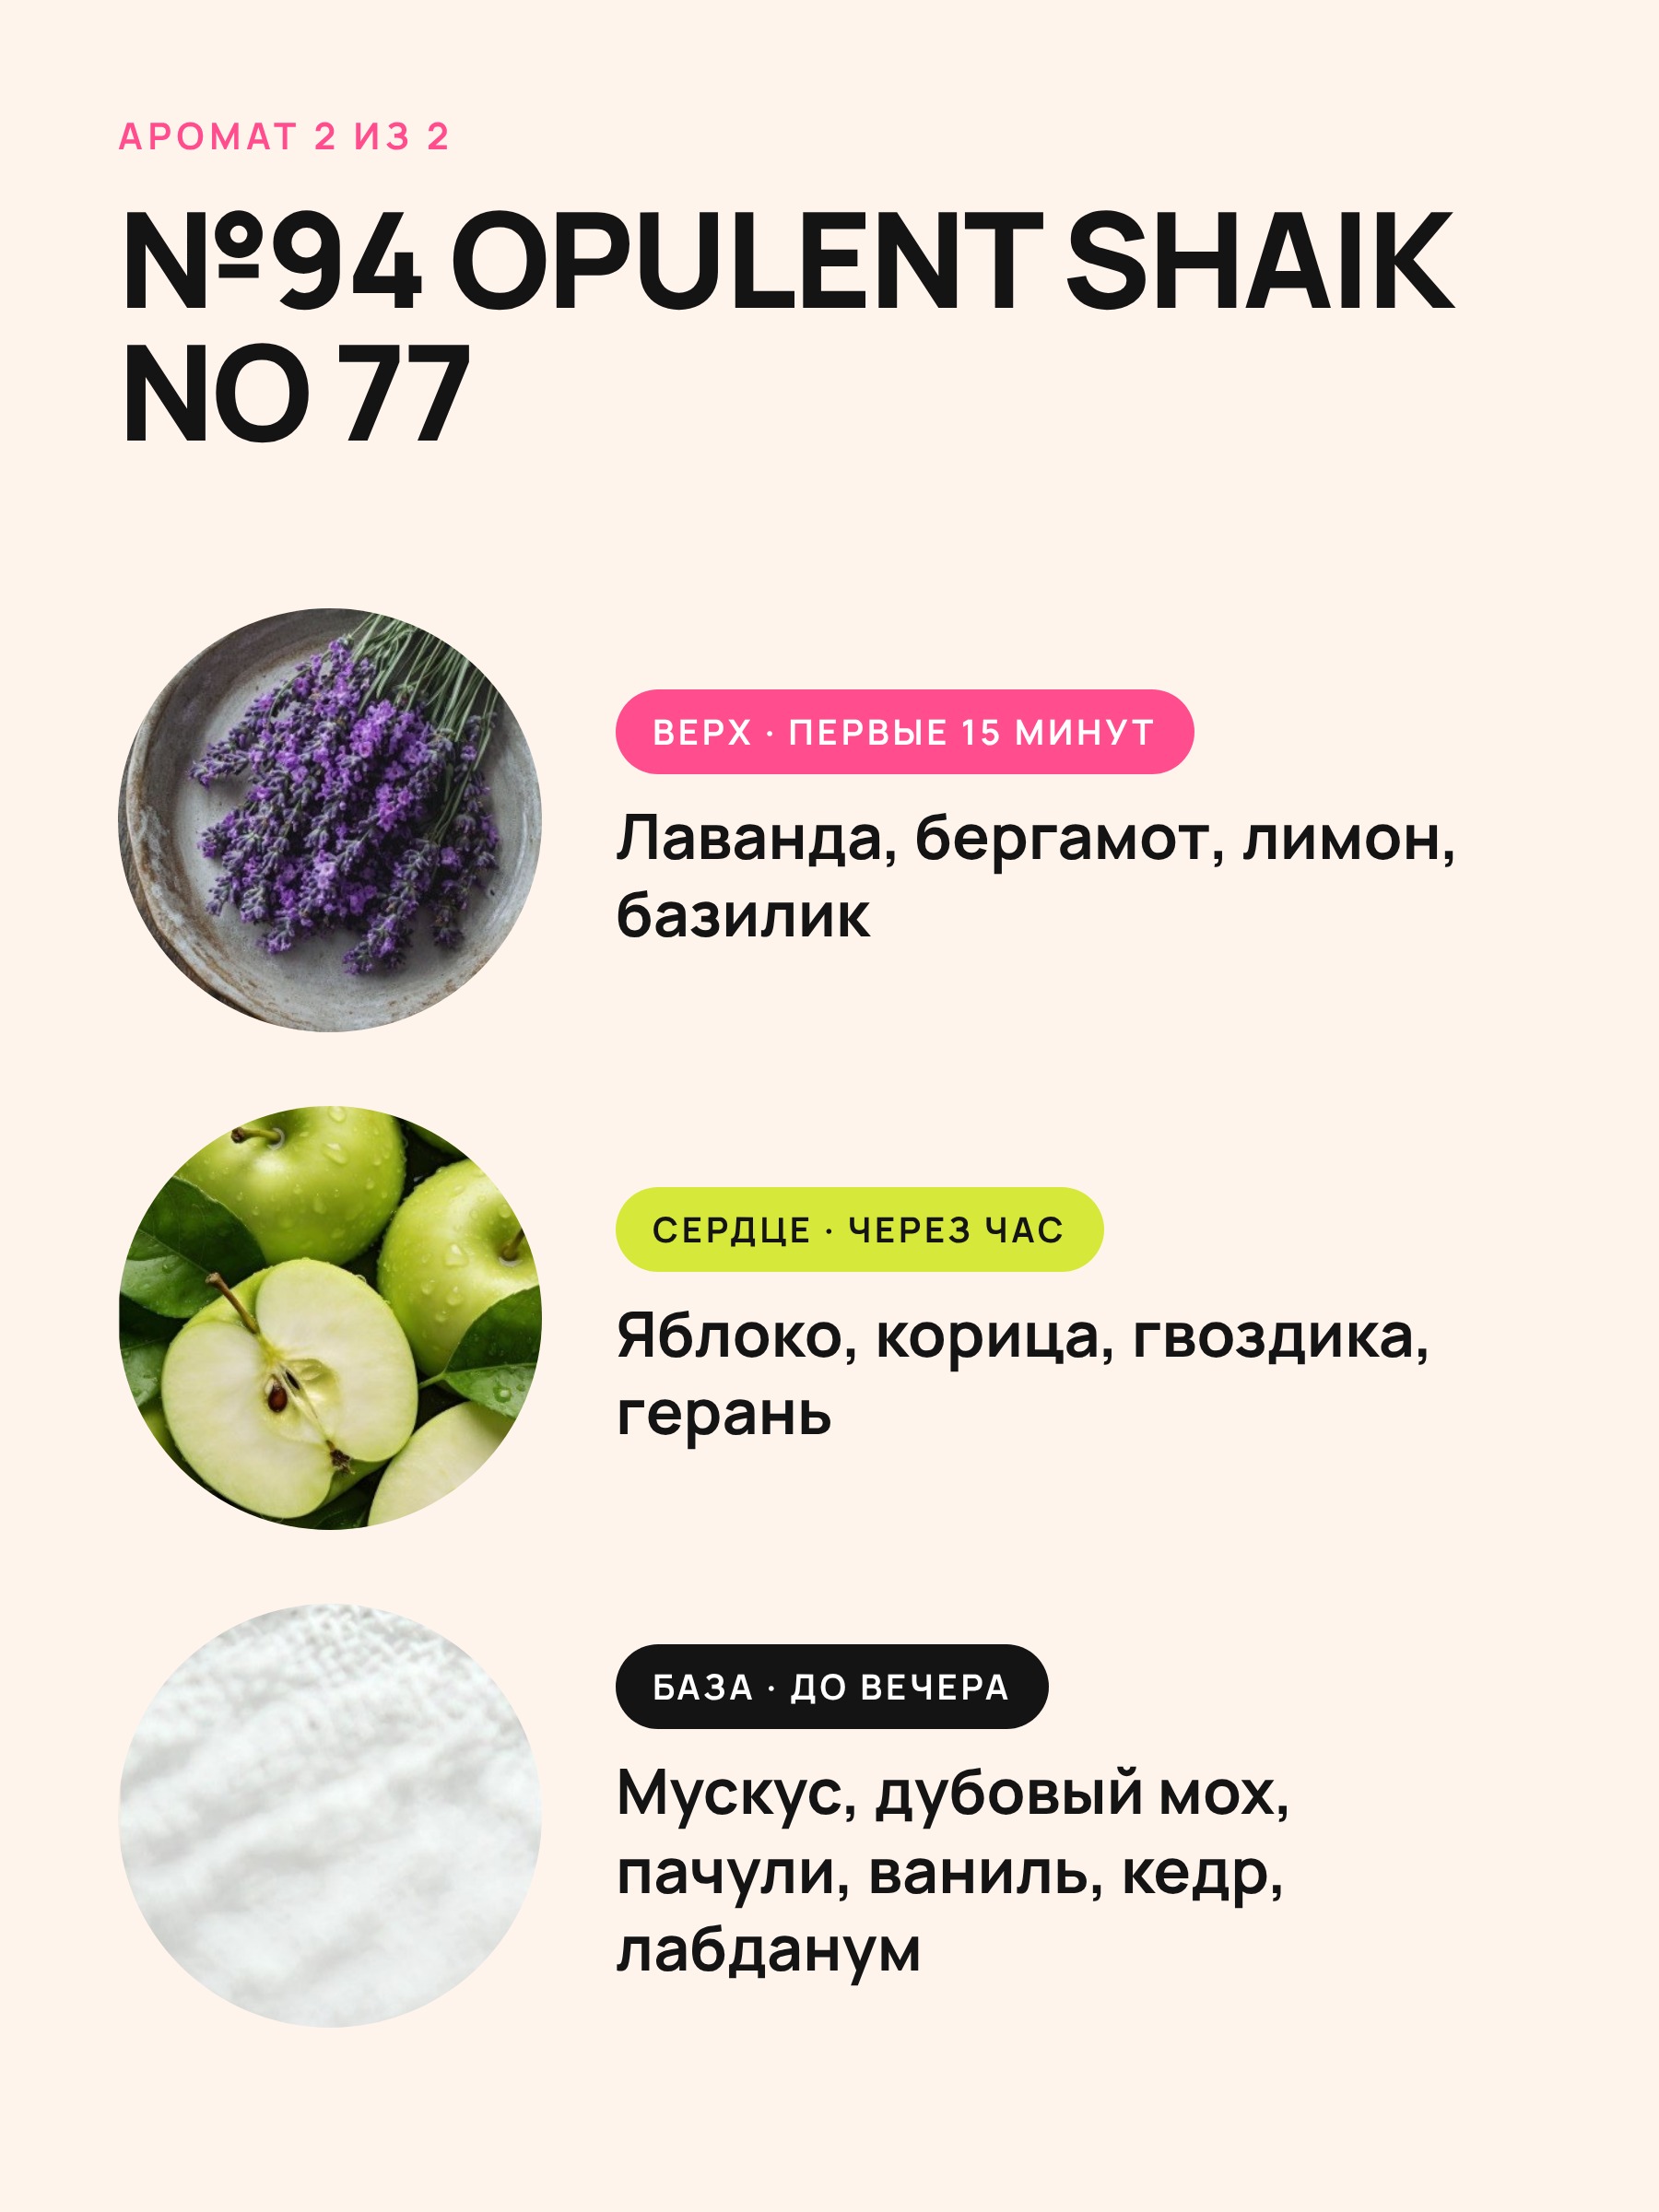 АРОМАТ 2 ИЗ 2
№94 OPULENT SHAIK
NO 77
ВЕРХ · ПЕРВЫЕ 15 МИНУТ
Лаванда, бергамот, лимон,
базилик
СЕРДЦЕ · ЧЕРЕЗ ЧАС
Яблоко, корица, гвоздика,
герань
БАЗА · ДО ВЕЧЕРА
Мускус, дубовый мох,
пачули, ваниль, кедр,
лабданум